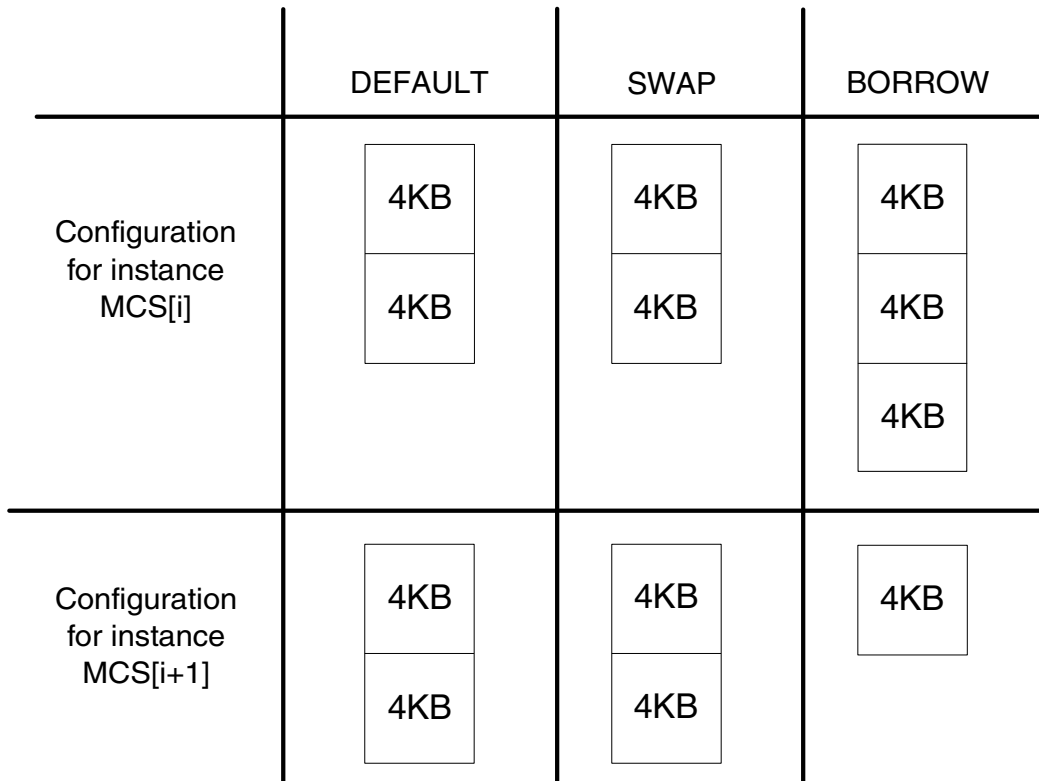 DEFAULT SWAP BORROW
Configuration
for instance
MCS[i]
4KB 4KB 4KB
4KB 4KB 4KB
4KB
Configuration
for instance
MCS[i+1]
4KB 4KB 4KB
4KB 4KB